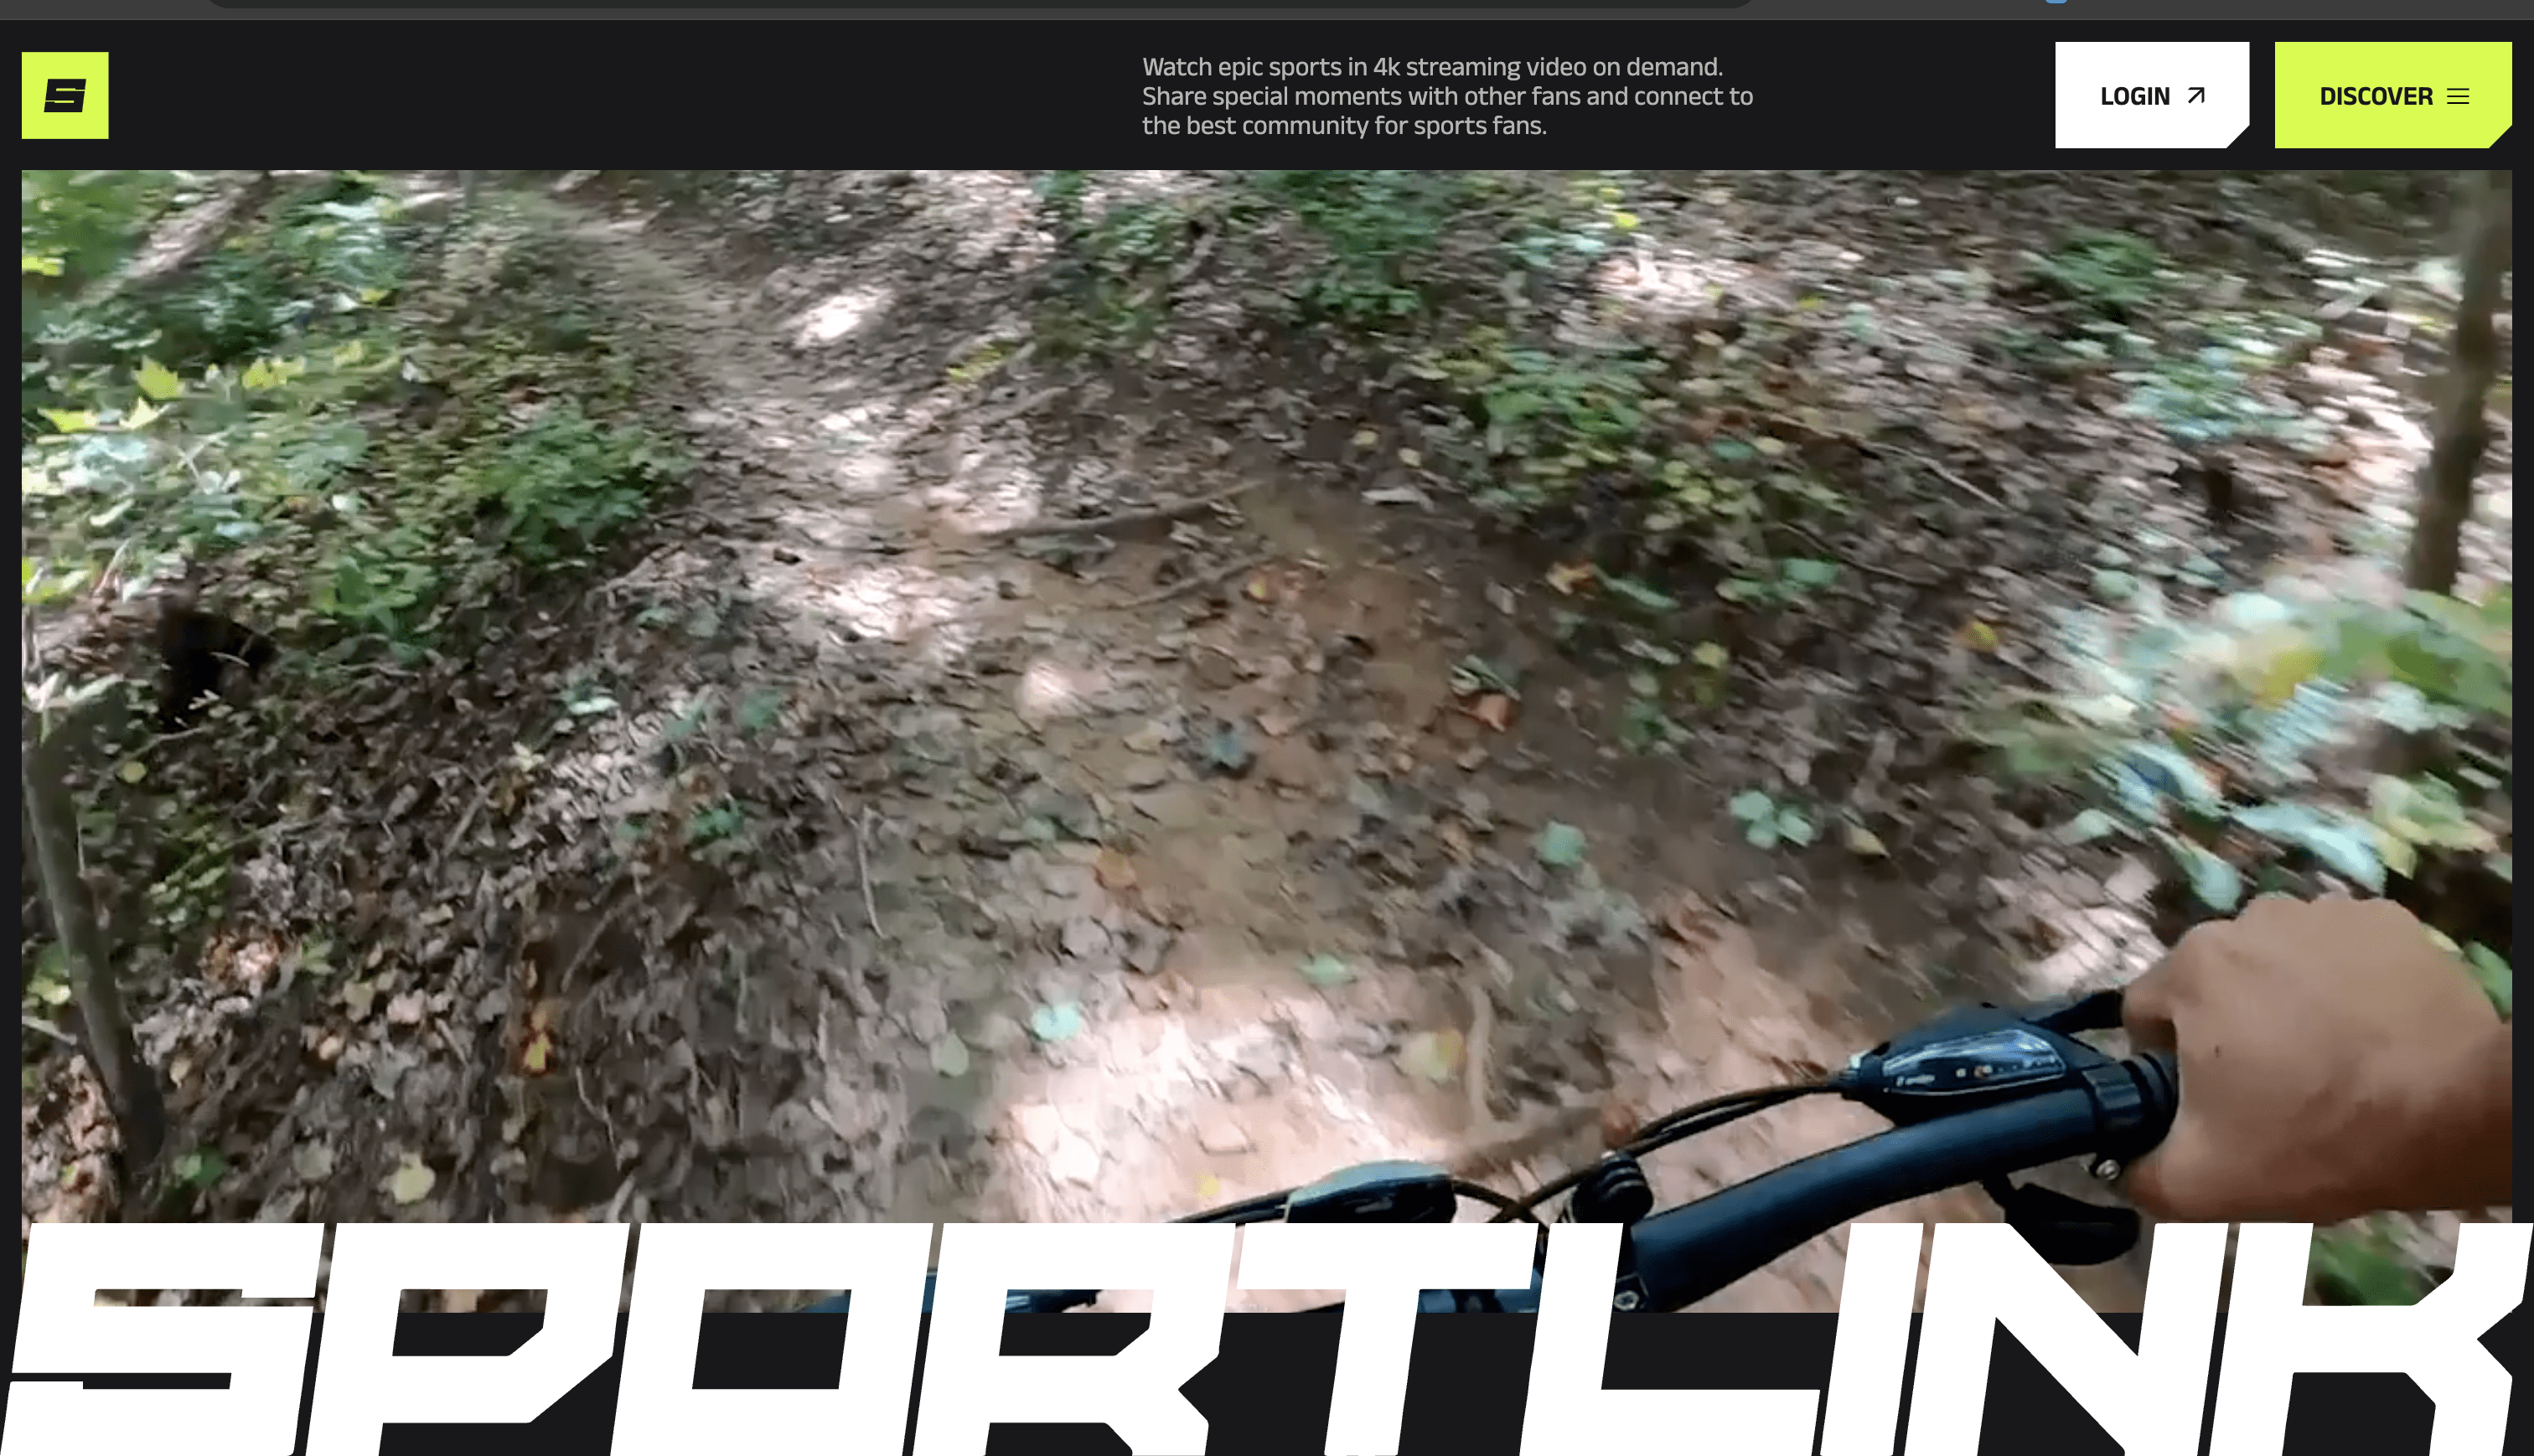 S
Watch epic sports in 4k streaming video on demand.
Share special moments with other fans and connect to
the best community for sports fans.
LOGIN
DISCOVER
SPORTLINK